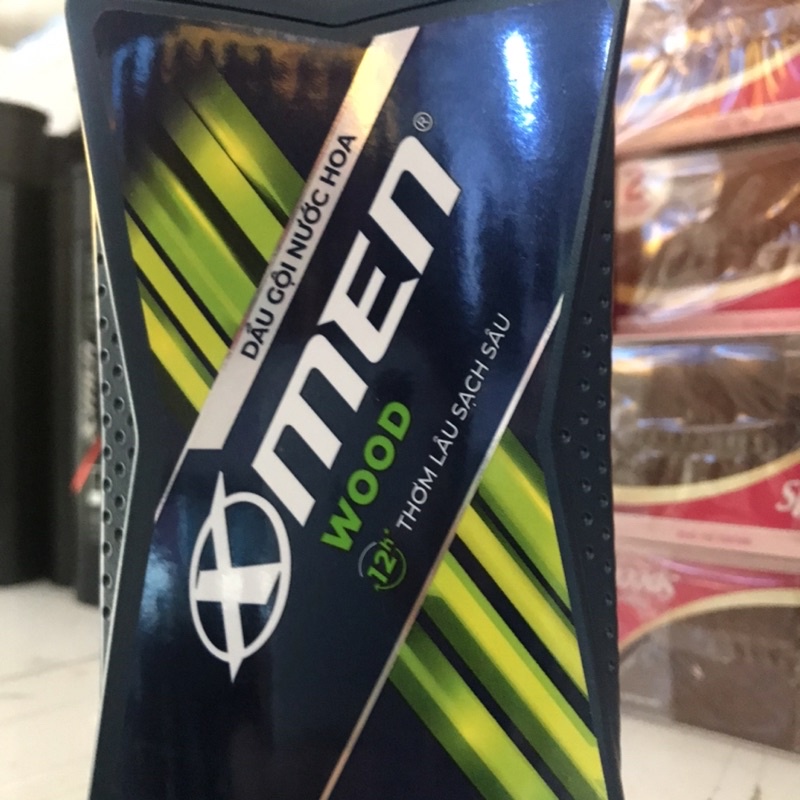 DẦU GỘI NƯỚC HOA
X MEN®
WOOD
12h THƠM LÂU SẠCH SÂU